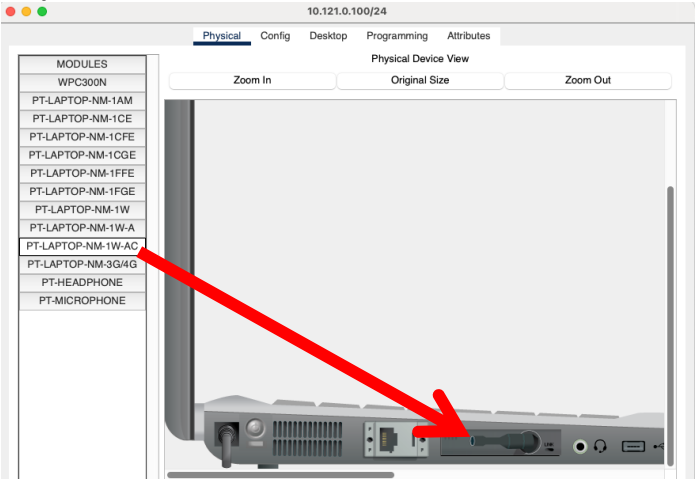 10.121.0.100/24
Physical Config Desktop Programming Attributes
MODULES
WPC300N
PT-LAPTOP-NM-1AM
PT-LAPTOP-NM-1CE
PT-LAPTOP-NM-1CFE
PT-LAPTOP-NM-1CGE
PT-LAPTOP-NM-1FFE
PT-LAPTOP-NM-1FGE
PT-LAPTOP-NM-1W
PT-LAPTOP-NM-1W-A
PT-LAPTOP-NM-1W-AC
PT-LAPTOP-NM-3G/4G
PT-HEADPHONE
PT-MICROPHONE
Physical Device View
Zoom In Original Size Zoom Out